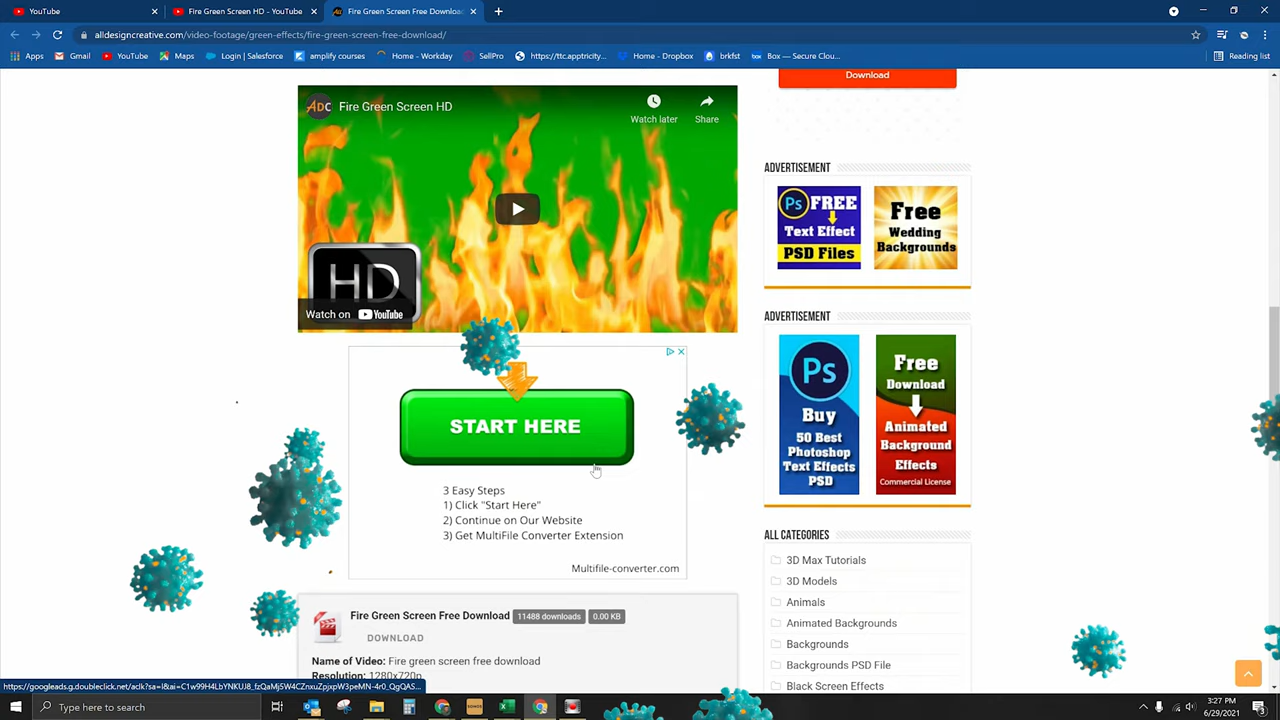 YouTube
Fire Green Screen HD - YouTube
Fire Green Screen Free Downloa
alldesigncreative.com/video-footage/green-effects/fire-green-screen-free-download/
Apps
Gmail
YouTube
Maps
Login | Salesforce
amplify courses
Home - Workday
SellPro
https://ttc.apptricity...
Home - Dropbox
brkfst
Box — Secure Clou...
Reading list
Download
ADC
Fire Green Screen HD
Watch later
Share
HD
Watch on YouTube
START HERE
3 Easy Steps
1) Click "Start Here"
2) Continue on Our Website
3) Get MultiFile Converter Extension
Multifile-converter.com
Fire Green Screen Free Download 11488 downloads 0.00 KB
DOWNLOAD
Name of Video: Fire green screen free download
Resolution: 1280x720p
ADVERTISEMENT
Ps FREE
Text Effect
PSD Files
Free
Wedding
Backgrounds
ADVERTISEMENT
Ps
Buy
50 Best
Photoshop
Text Effects
PSD
Free
Download
Animated
Background
Effects
Commercial License
ALL CATEGORIES
3D Max Tutorials
3D Models
Animals
Animated Backgrounds
Backgrounds
Backgrounds PSD File
Black Screen Effects
Type here to search
3:27 PM
6/29/2021